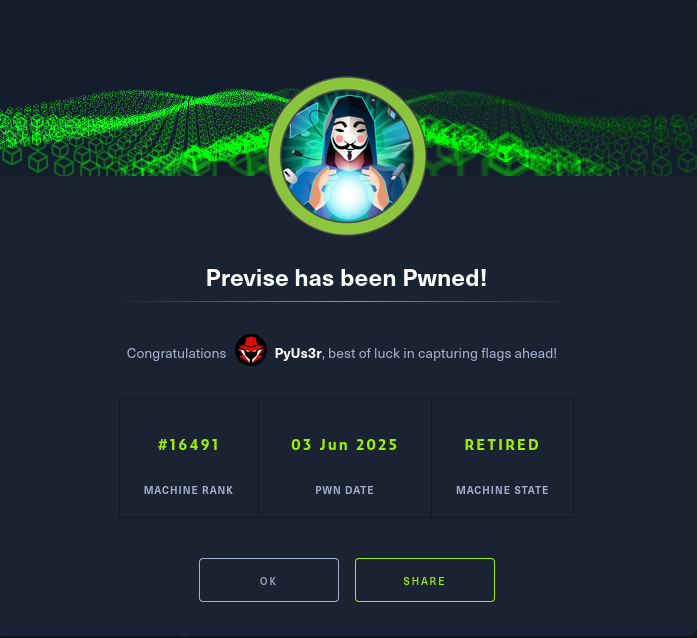 Previse has been Pwned!
Congratulations PyUs3r, best of luck in capturing flags ahead!
#16491 03 Jun 2025 RETIRED
MACHINE RANK PWN DATE MACHINE STATE
OK SHARE